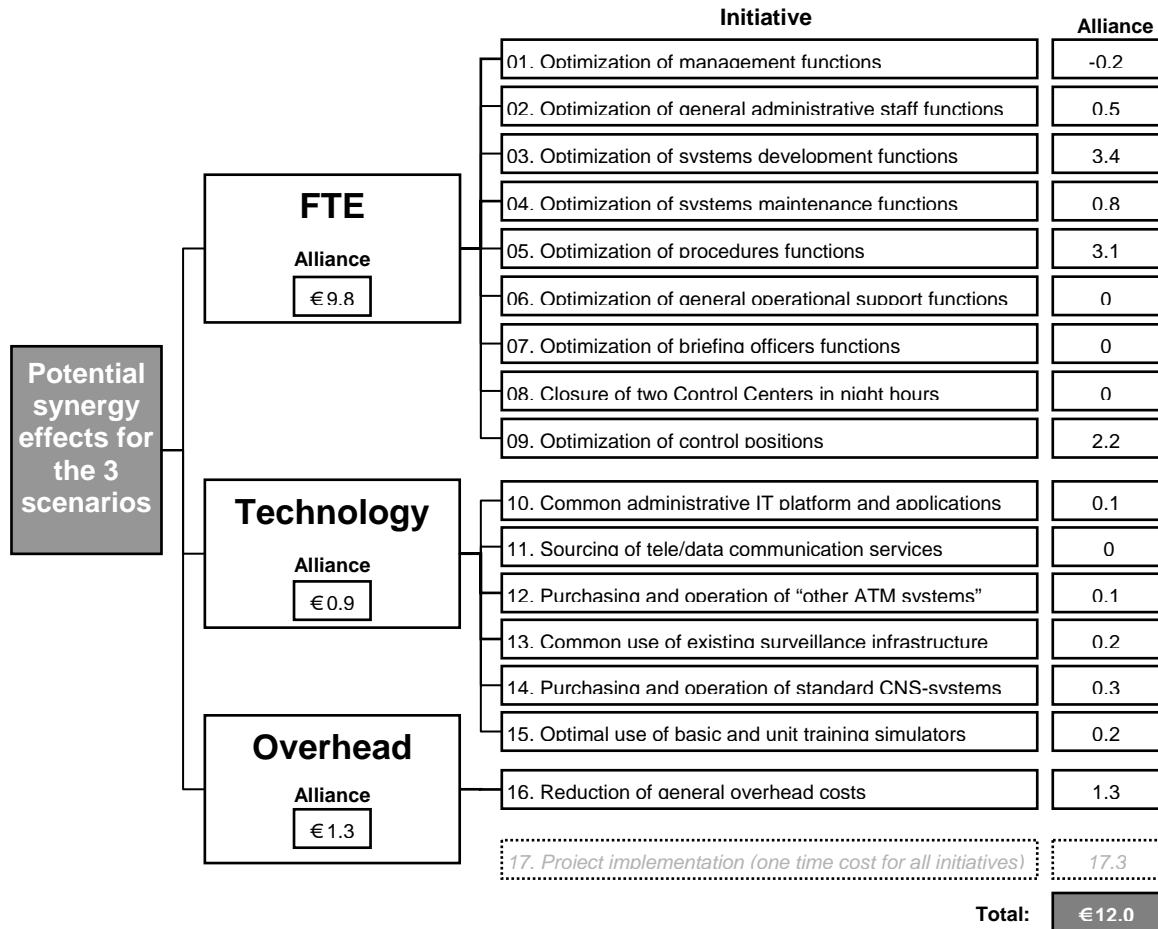 Initiative
Alliance
01. Optimization of management functions -0.2
02. Optimization of general administrative staff functions 0.5
03. Optimization of systems development functions 3.4
FTE
04. Optimization of systems maintenance functions 0.8
Alliance
05. Optimization of procedures functions 3.1
€9.8
06. Optimization of general operational support functions 0
07. Optimization of briefing officers functions 0
08. Closure of two Control Centers in night hours 0
09. Optimization of control positions 2.2
Potential
synergy
effects for
the 3
scenarios
Technology
Alliance
€0.9
10. Common administrative IT platform and applications 0.1
11. Sourcing of tele/data communication services 0
12. Purchasing and operation of “other ATM systems” 0.1
13. Common use of existing surveillance infrastructure 0.2
14. Purchasing and operation of standard CNS-systems 0.3
15. Optimal use of basic and unit training simulators 0.2
Overhead
Alliance
€1.3
16. Reduction of general overhead costs 1.3
17. Project implementation (one time cost for all initiatives) 17.3
Total: €12.0